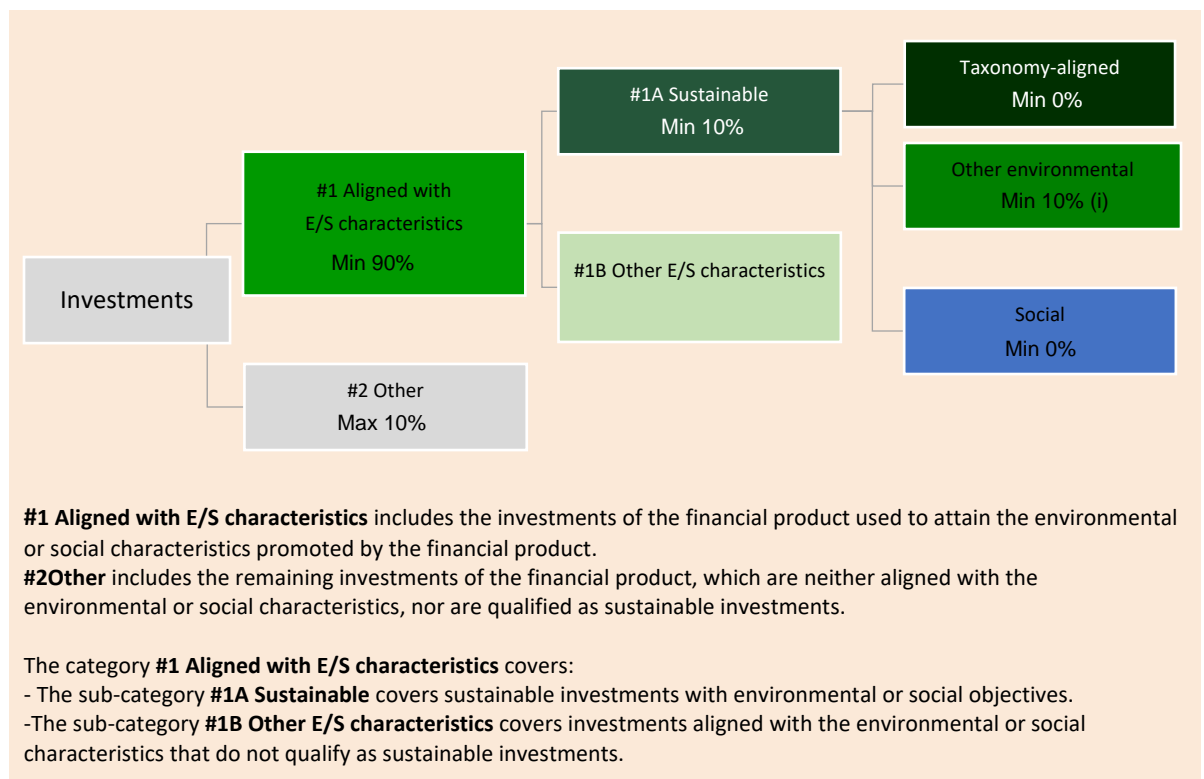 Investments
#1 Aligned with
E/S characteristics
Min 90%
#2 Other
Max 10%
#1A Sustainable
Min 10%
#1B Other E/S characteristics
Taxonomy-aligned
Min 0%
Other environmental
Min 10% (i)
Social
Min 0%
#1 Aligned with E/S characteristics includes the investments of the financial product used to attain the environmental
or social characteristics promoted by the financial product.
#2Other includes the remaining investments of the financial product, which are neither aligned with the
environmental or social characteristics, nor are qualified as sustainable investments.
The category #1 Aligned with E/S characteristics covers:
- The sub-category #1A Sustainable covers sustainable investments with environmental or social objectives.
-The sub-category #1B Other E/S characteristics covers investments aligned with the environmental or social
characteristics that do not qualify as sustainable investments.